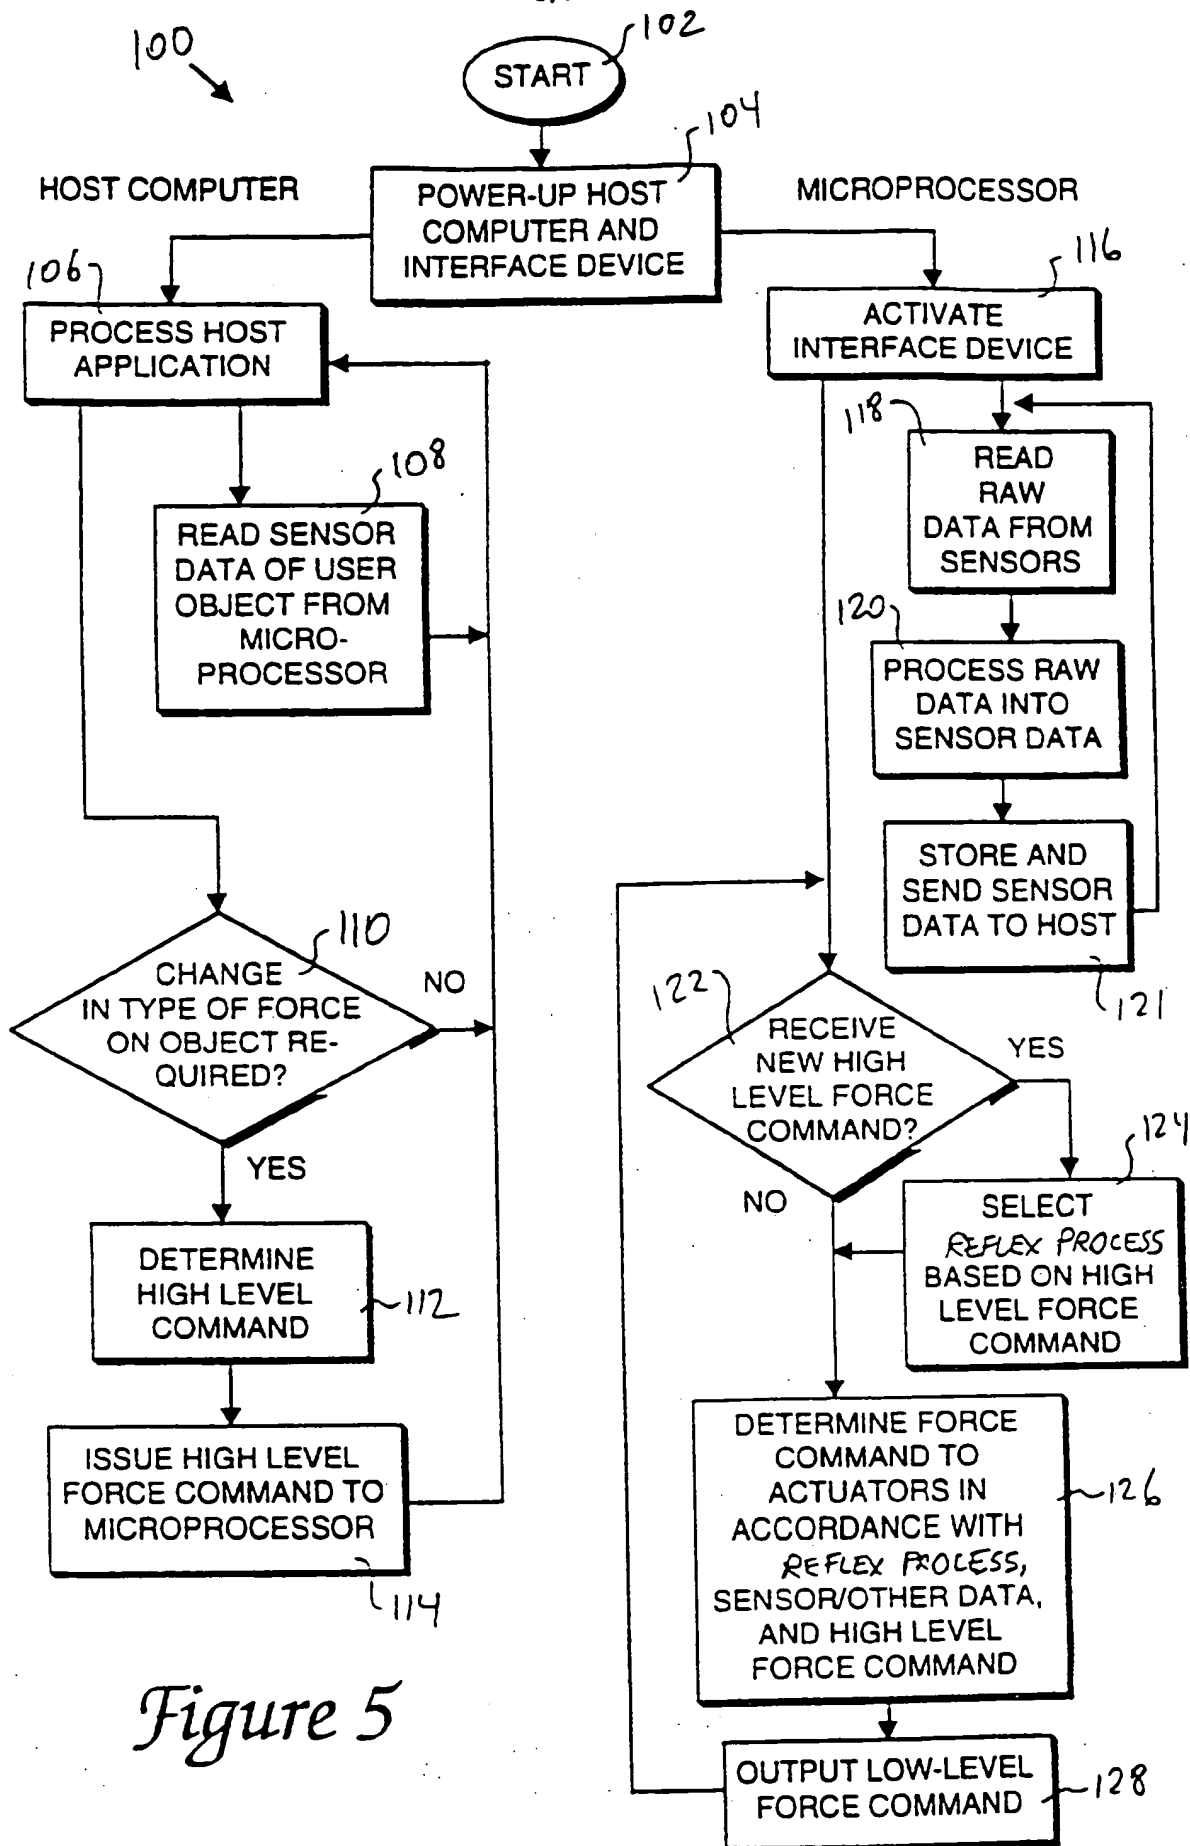 100
102
START
104
HOST COMPUTER
POWER-UP HOST
COMPUTER AND
INTERFACE DEVICE
MICROPROCESSOR
106
PROCESS HOST
APPLICATION
116
ACTIVATE
INTERFACE DEVICE
108
READ SENSOR
DATA OF USER
OBJECT FROM
MICRO-
PROCESSOR
118
READ
RAW
DATA FROM
SENSORS
120
PROCESS RAW
DATA INTO
SENSOR DATA
STORE AND
SEND SENSOR
DATA TO HOST
121
110
CHANGE
IN TYPE OF FORCE
ON OBJECT RE-
QUIRED?
NO
YES
122
RECEIVE
NEW HIGH
LEVEL FORCE
COMMAND?
YES
NO
124
SELECT
REFLEX PROCESS
BASED ON HIGH
LEVEL FORCE
COMMAND
DETERMINE
HIGH LEVEL
COMMAND
112
ISSUE HIGH LEVEL
FORCE COMMAND TO
MICROPROCESSOR
114
DETERMINE FORCE
COMMAND TO
ACTUATORS IN
ACCORDANCE WITH
REFLEX PROCESS,
SENSOR/OTHER DATA,
AND HIGH LEVEL
FORCE COMMAND
126
OUTPUT LOW-LEVEL
FORCE COMMAND
128
Figure 5